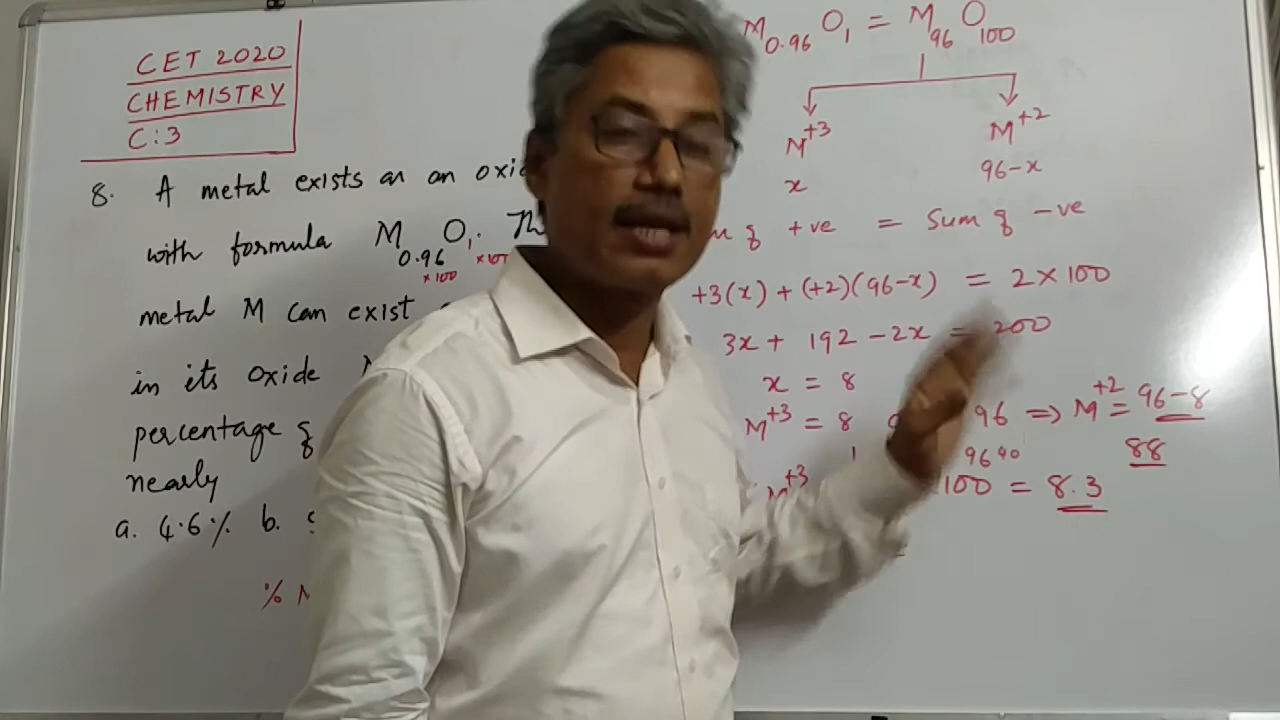 CET 2020
CHEMISTRY
C:3
8. A metal exists as an oxid
with formula M0.96 O1. Th
×100 ×100
metal M can exist
in its oxide
percentage of
nearly
a. 4.6% b.
%
M0.96 O1 = M96 O100
M+3 M+2
x 96-x
of +ve = Sum of -ve
+3(x) + (+2)(96-x) = 2×100
3x + 192 - 2x = 200
x = 8
M+3 = 8 96 ⇒ M+2 = 96-8
96 88
M+3 ×100 = 8.3